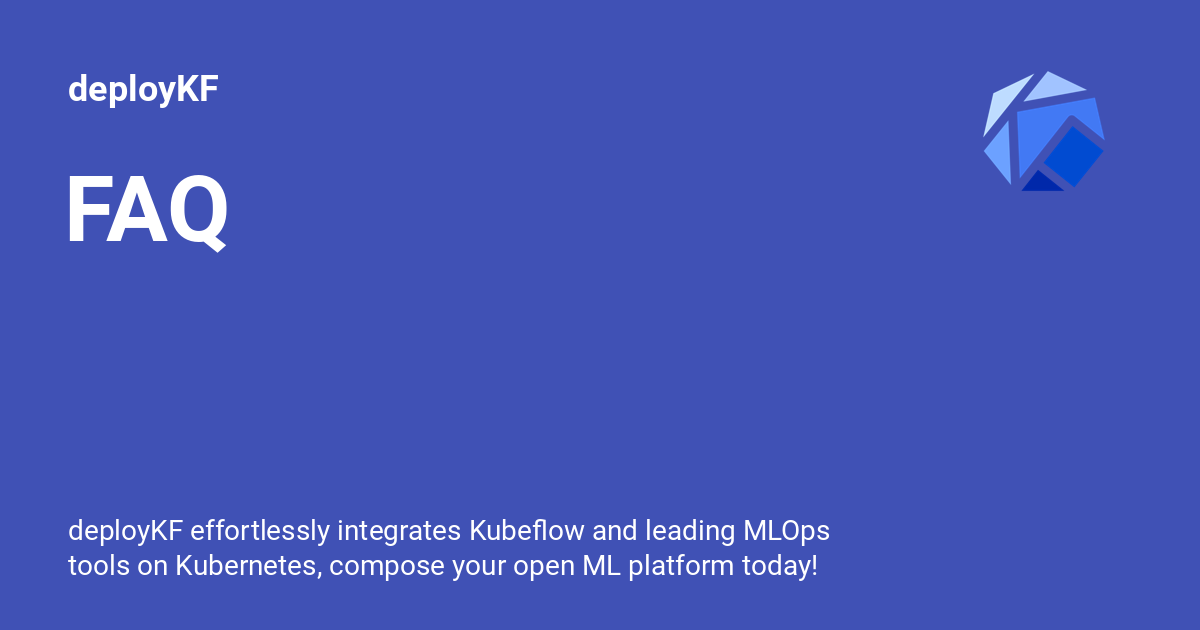 deployKF
FAQ
deployKF effortlessly integrates Kubeflow and leading MLOps
tools on Kubernetes, compose your open ML platform today!